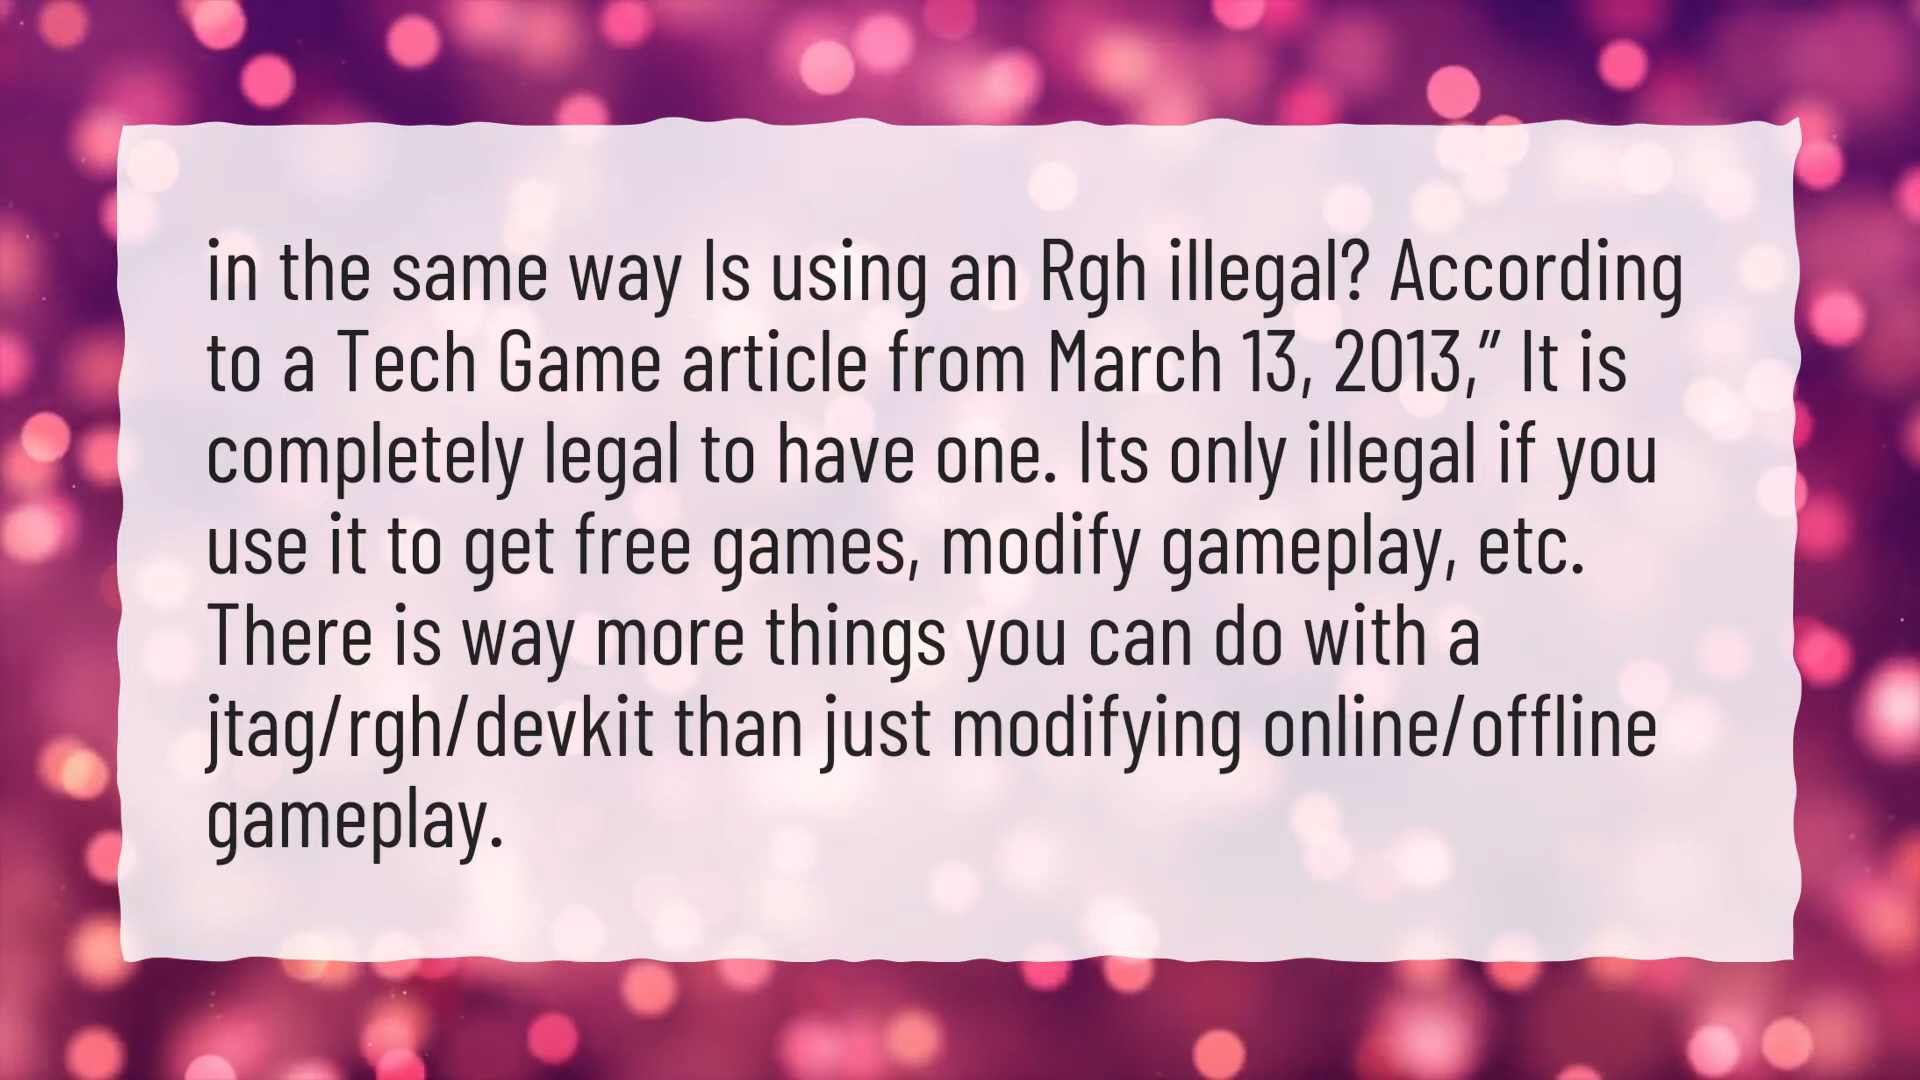 in the same way Is using an Rgh illegal? According
to a Tech Game article from March 13, 2013,” It is
completely legal to have one. Its only illegal if you
use it to get free games, modify gameplay, etc.
There is way more things you can do with a
jtag/rgh/devkit than just modifying online/offline
gameplay.